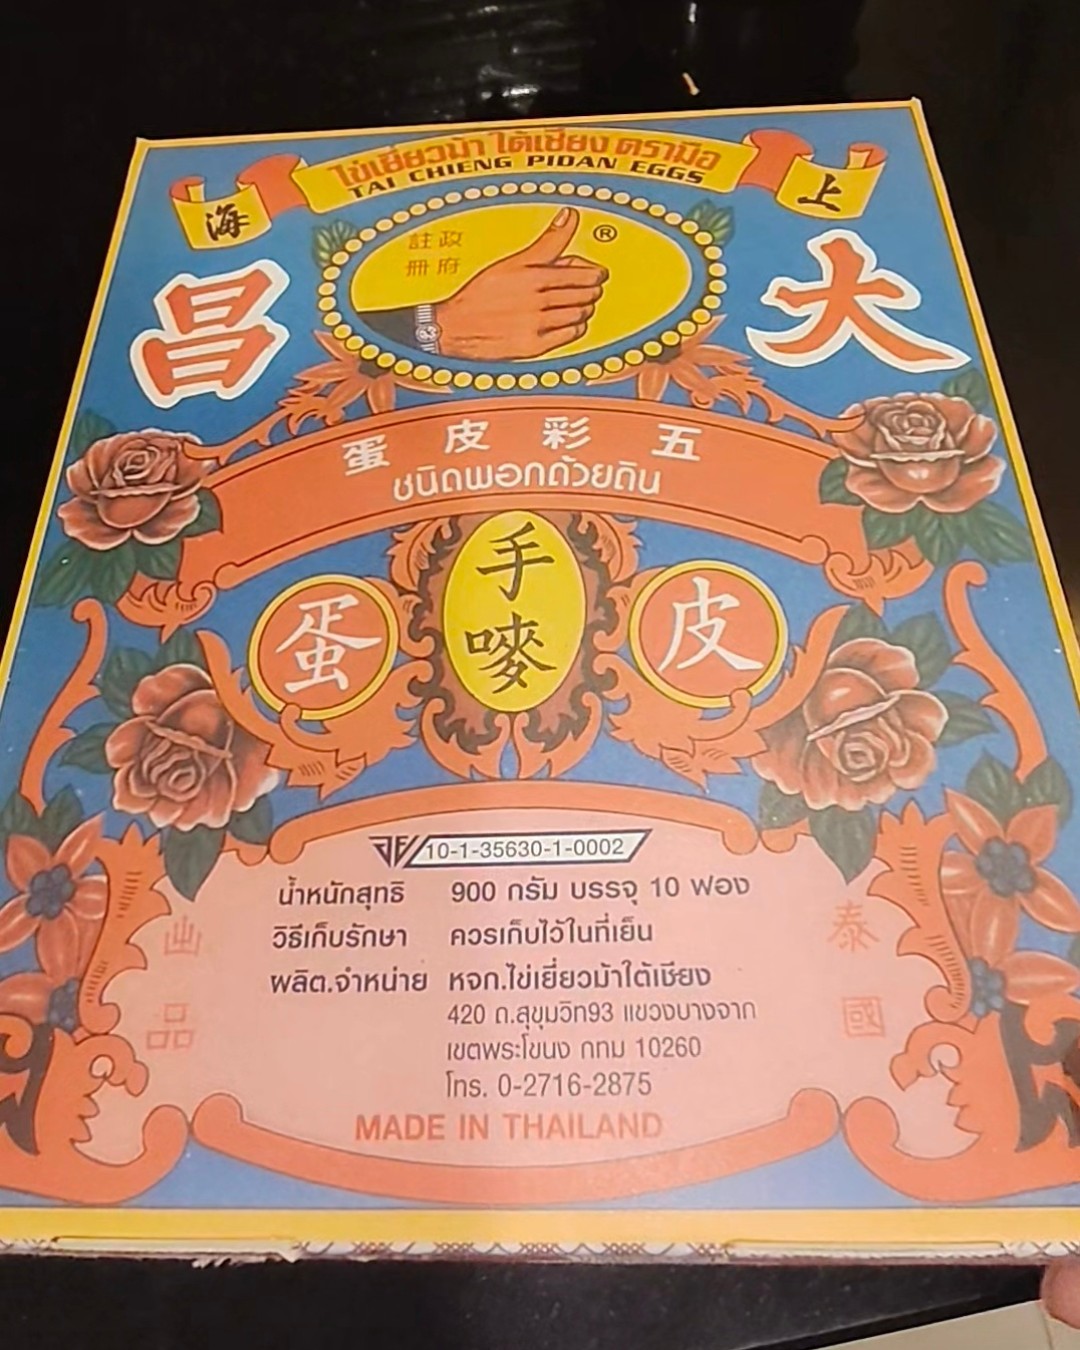 ไข่เยี่ยวม้า ใต้เชียง ตรามือ
TAI CHIENG PIDAN EGGS
上海
®
政府
註冊
大昌
五彩皮蛋
ชนิดพอกด้วยดิน
手嘜
皮蛋
อย 10-1-35630-1-0002
น้ำหนักสุทธิ 900 กรัม บรรจุ 10 ฟอง
วิธีเก็บรักษา ควรเก็บไว้ในที่เย็น
ผลิต.จำหน่าย หจก.ไข่เยี่ยวม้าใต้เชียง
420 ถ.สุขุมวิท93 แขวงบางจาก
เขตพระโขนง กทม 10260
โทร. 0-2716-2875
泰國
出品
MADE IN THAILAND